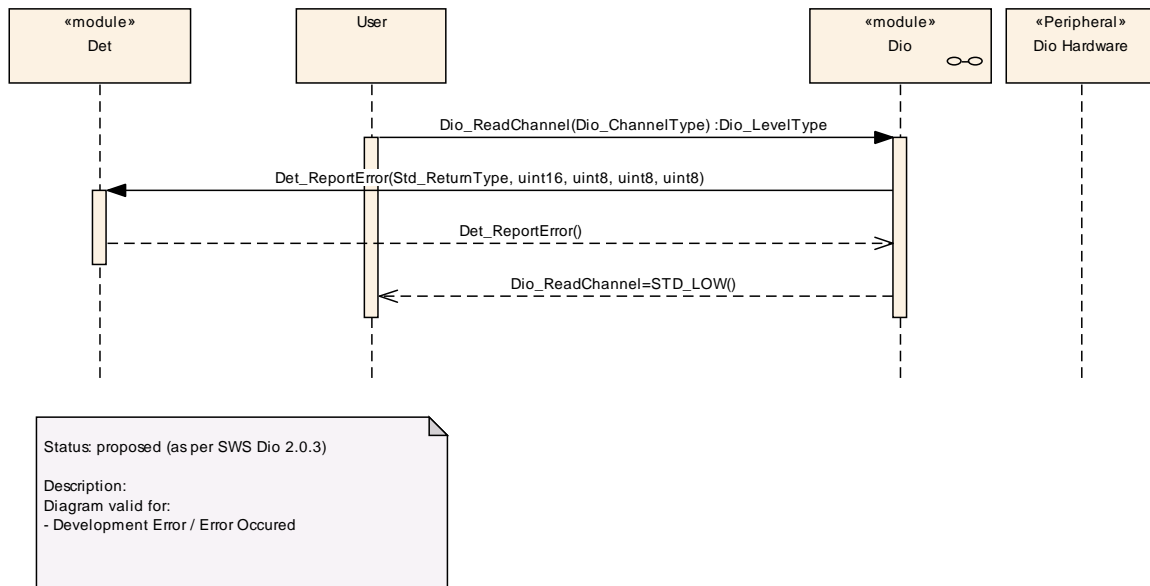 «module»
Det
User
«module»
Dio
«Peripheral»
Dio Hardware
Dio_ReadChannel(Dio_ChannelType) :Dio_LevelType
Det_ReportError(Std_ReturnType, uint16, uint8, uint8, uint8)
Det_ReportError()
Dio_ReadChannel=STD_LOW()
Status: proposed (as per SWS Dio 2.0.3)
Description:
Diagram valid for:
- Development Error / Error Occured